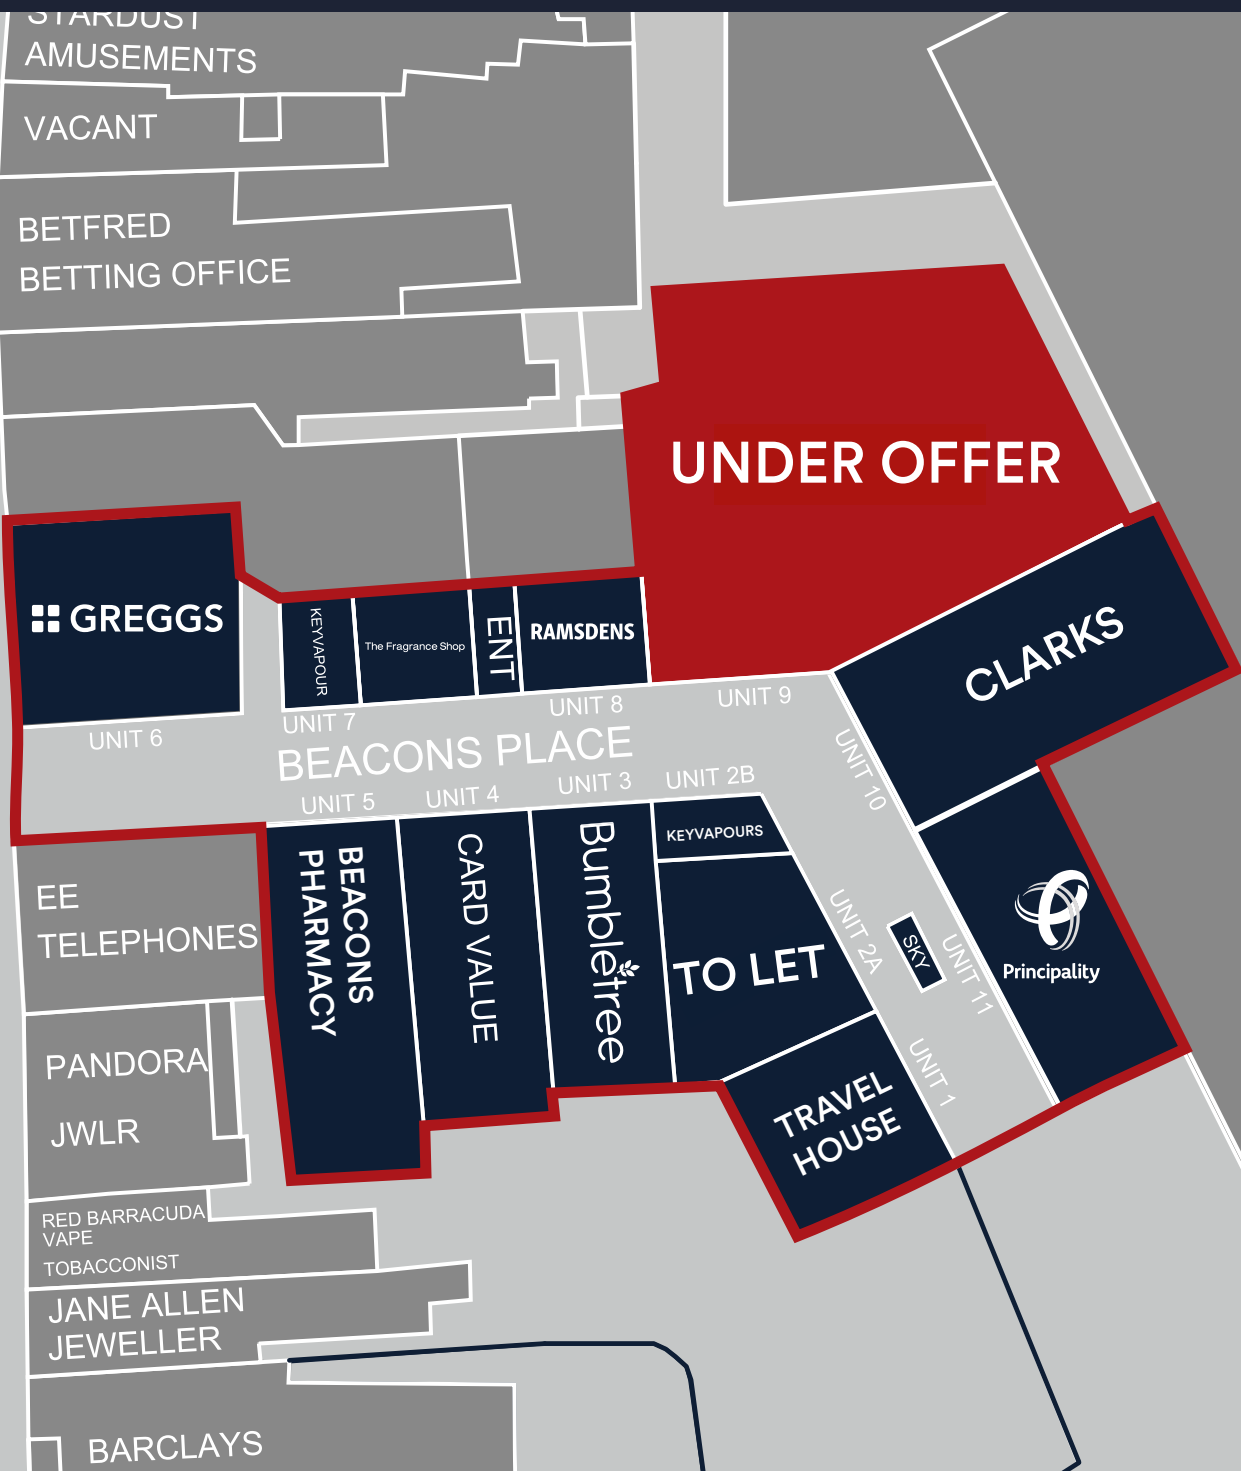 STARDUST
AMUSEMENTS
VACANT
BETFRED
BETTING OFFICE
UNDER OFFER
GREGGS
KEYVAPOUR
The Fragrance Shop
ENT
RAMSDENS
CLARKS
UNIT 6
UNIT 7
UNIT 8
UNIT 9
BEACONS PLACE
UNIT 10
UNIT 5
UNIT 4
UNIT 3
UNIT 2B
BEACONS
PHARMACY
CARD VALUE
Bumbletree
KEYVAPOURS
TO LET
UNIT 2A
SKY
UNIT 11
Principality
EE
TELEPHONES
PANDORA
JWLR
UNIT 1
TRAVEL
HOUSE
RED BARRACUDA
VAPE
TOBACCONIST
JANE ALLEN
JEWELLER
BARCLAYS